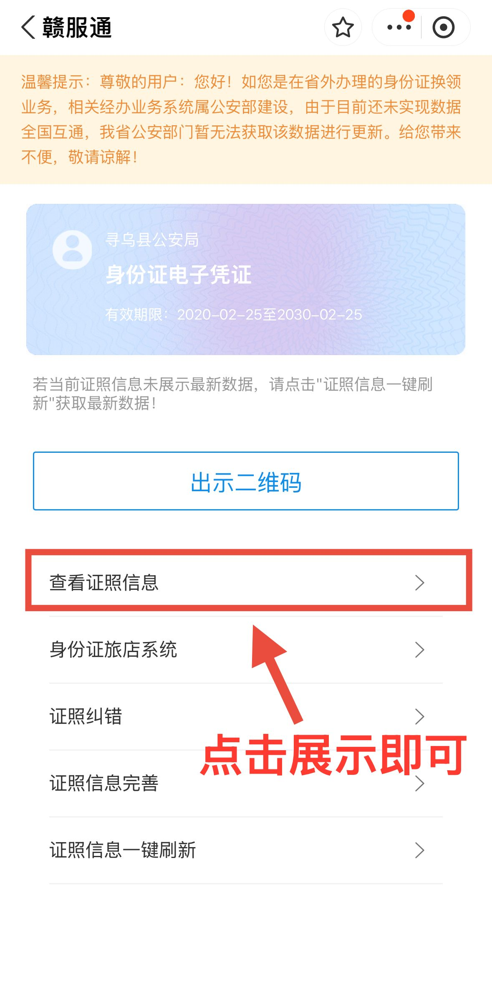 赣服通
温馨提示：尊敬的用户：您好！如您是在省外办理的身份证换领
业务，相关经办业务系统属公安部建设，由于目前还未实现数据
全国互通，我省公安部门暂无法获取该数据进行更新。给您带来
不便，敬请谅解！
寻乌县公安局
身份证电子凭证
有效期限：2020-02-25至2030-02-25
若当前证照信息未展示最新数据，请点击"证照信息一键刷
新"获取最新数据！
出示二维码
查看证照信息
身份证旅店系统
证照纠错
点击展示即可
证照信息完善
证照信息一键刷新